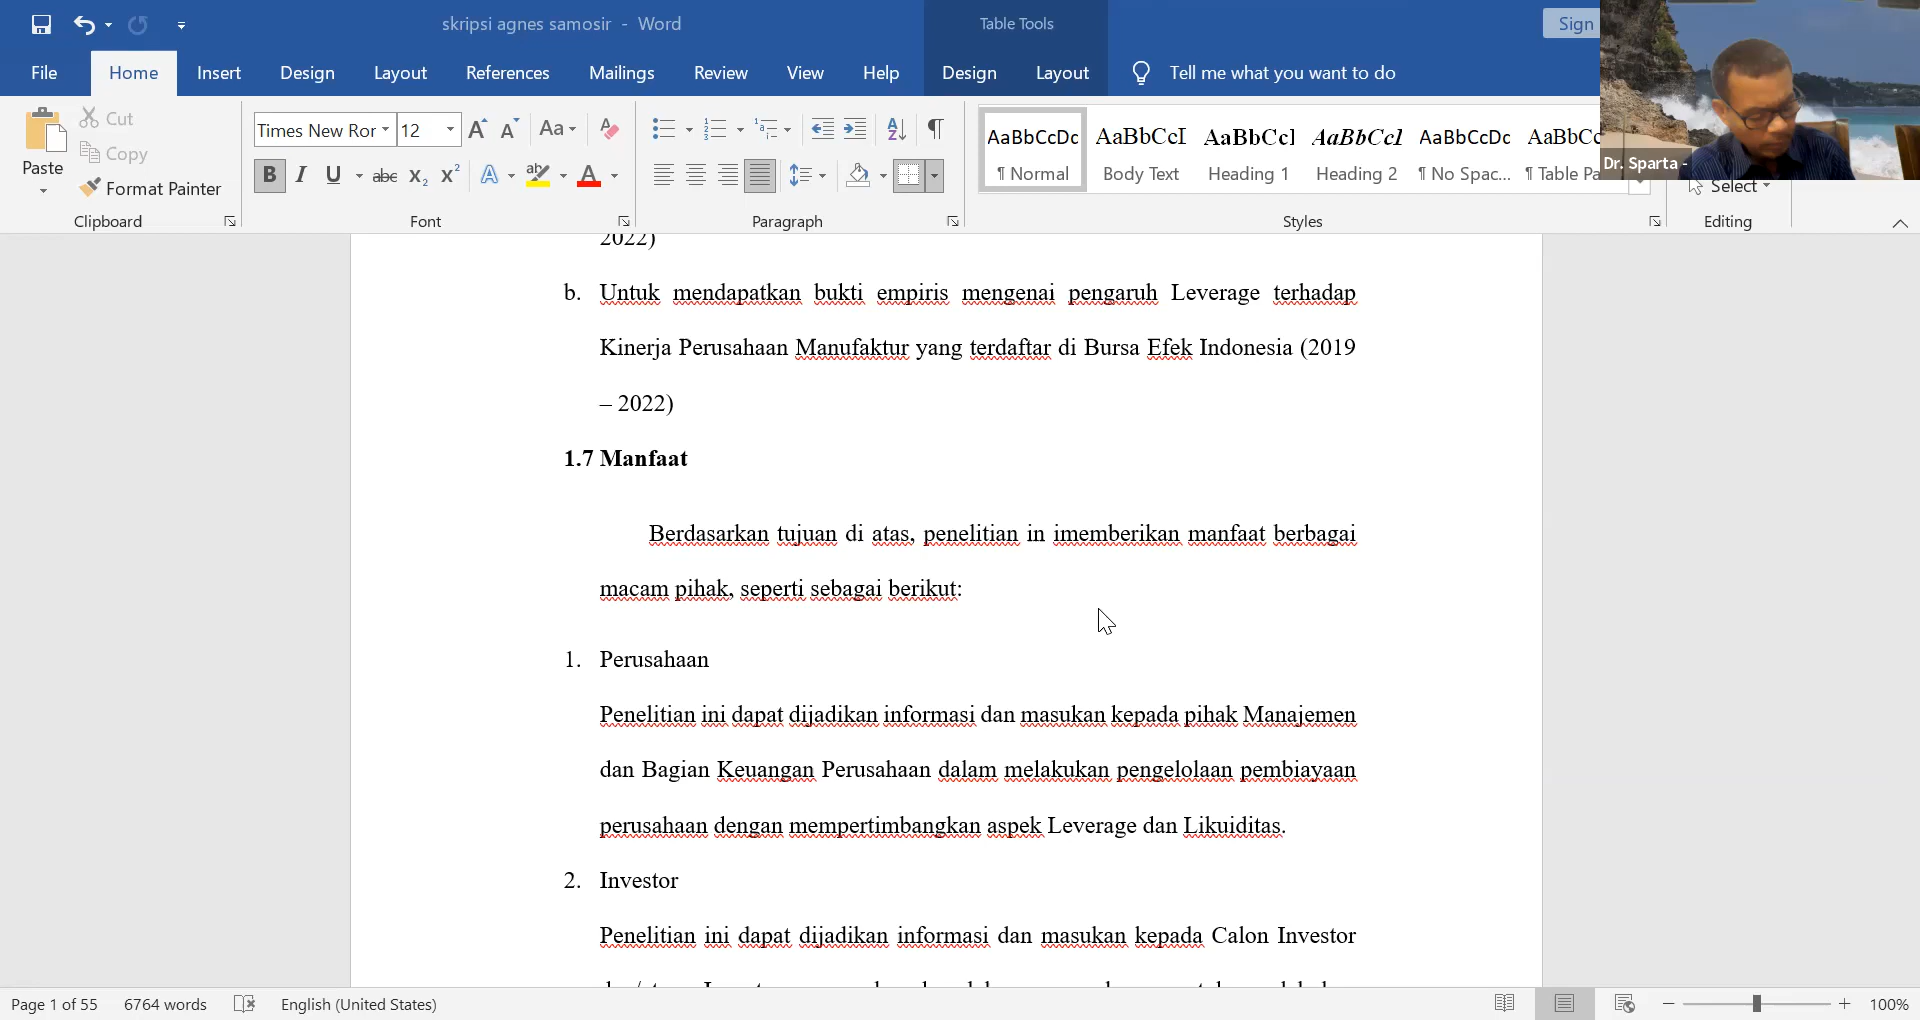 skripsi agnes samosir - Word
Table Tools
Sign
File
Home
Insert
Design
Layout
References
Mailings
Review
View
Help
Design
Layout
Tell me what you want to do
Paste
Cut
Copy
Format Painter
Clipboard
Times New Ror
12
Font
Paragraph
AaBbCcDc
¶ Normal
AaBbCcI
Body Text
AaBbCcl
Heading 1
AaBbCcl
Heading 2
AaBbCcDc
¶ No Spac...
AaBbCc
¶ Table Pa
Styles
Dr. Sparta -
Select
Editing
2022)
b. Untuk mendapatkan bukti empiris mengenai pengaruh Leverage terhadap
Kinerja Perusahaan Manufaktur yang terdaftar di Bursa Efek Indonesia (2019
– 2022)
1.7 Manfaat
Berdasarkan tujuan di atas, penelitian in imemberikan manfaat berbagai
macam pihak, seperti sebagai berikut:
1. Perusahaan
Penelitian ini dapat dijadikan informasi dan masukan kepada pihak Manajemen
dan Bagian Keuangan Perusahaan dalam melakukan pengelolaan pembiayaan
perusahaan dengan mempertimbangkan aspek Leverage dan Likuiditas.
2. Investor
Penelitian ini dapat dijadikan informasi dan masukan kepada Calon Investor
Page 1 of 55
6764 words
English (United States)
100%